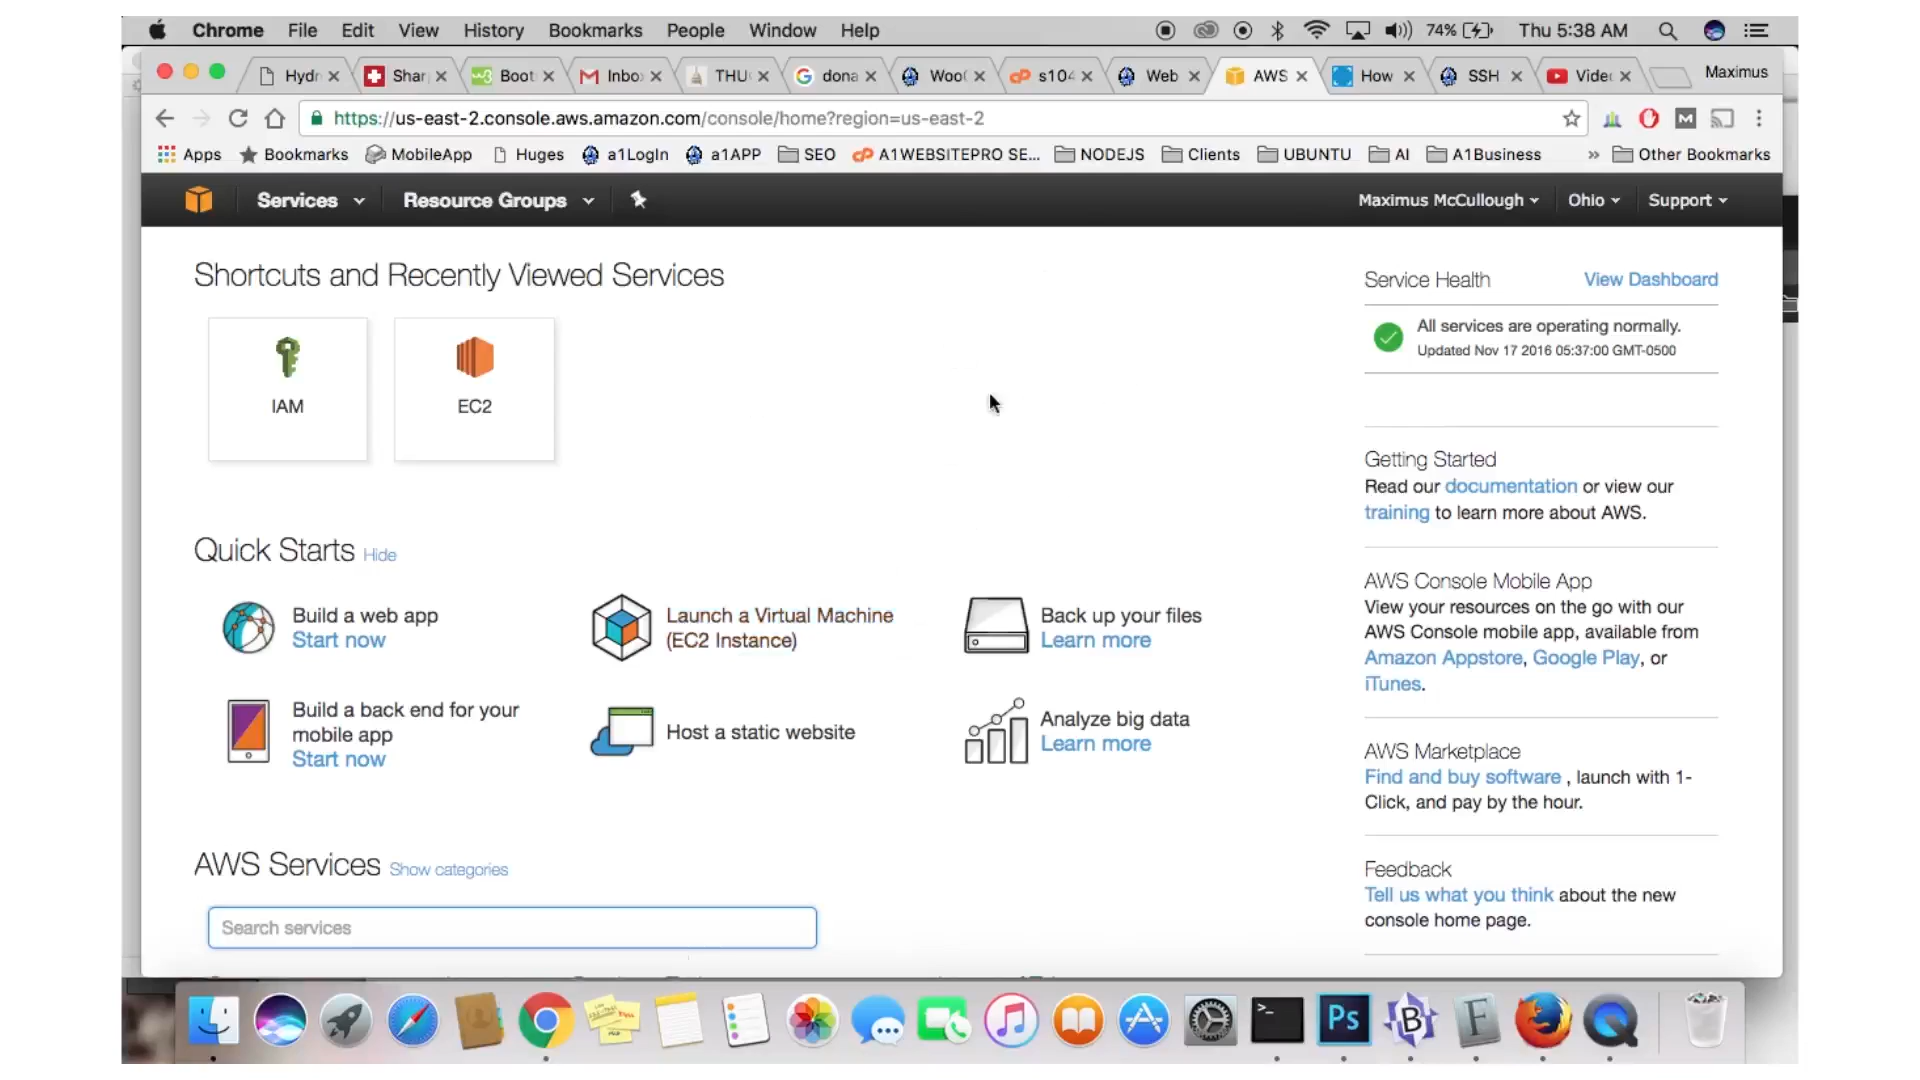 Chrome File Edit View History Bookmarks People Window Help 74% Thu 5:38 AM
Hydr Shar Boot Inbo THU dona Woo s104 Web AWS How SSH Vide Maximus
https://us-east-2.console.aws.amazon.com/console/home?region=us-east-2
Apps Bookmarks MobileApp Huges a1LogIn a1APP SEO A1WEBSITEPRO SE... NODEJS Clients UBUNTU AI A1Business » Other Bookmarks
Services Resource Groups Maximus McCullough Ohio Support
Shortcuts and Recently Viewed Services
IAM
EC2
Quick Starts Hide
Build a web app
Start now
Launch a Virtual Machine
(EC2 Instance)
Back up your files
Learn more
Build a back end for your
mobile app
Start now
Host a static website
Analyze big data
Learn more
AWS Services Show categories
Search services
Service Health View Dashboard
All services are operating normally.
Updated Nov 17 2016 05:37:00 GMT-0500
Getting Started
Read our documentation or view our
training to learn more about AWS.
AWS Console Mobile App
View your resources on the go with our
AWS Console mobile app, available from
Amazon Appstore, Google Play, or
iTunes.
AWS Marketplace
Find and buy software , launch with 1-
Click, and pay by the hour.
Feedback
Tell us what you think about the new
console home page.
Ps
B
F